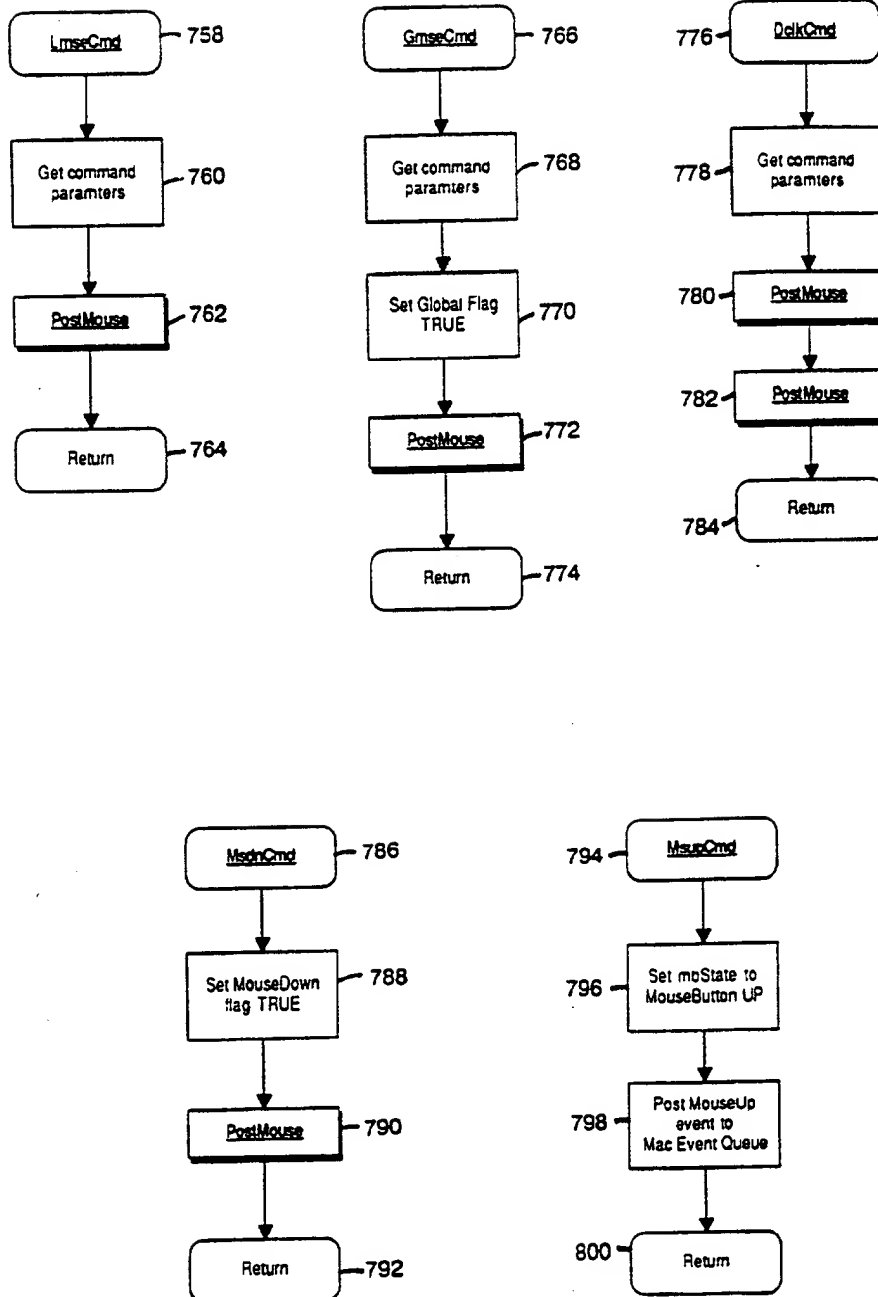 LmseCmd
758
Get command
paramters
760
PostMouse
762
Return
764
GmseCmd
766
Get command
paramters
768
Set Global Flag
TRUE
770
PostMouse
772
Return
774
DclkCmd
776
Get command
paramters
778
PostMouse
780
PostMouse
782
Return
784
MsdnCmd
786
Set MouseDown
flag TRUE
788
PostMouse
790
Return
792
MsupCmd
794
Set mbState to
MouseButton UP
796
Post MouseUp
event to
Mac Event Queue
798
Return
800